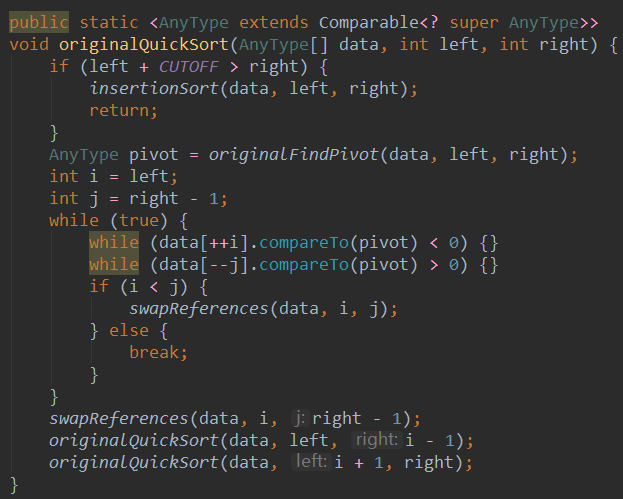 public static <AnyType extends Comparable<? super AnyType>>
void originalQuickSort(AnyType[] data, int left, int right) {
    if (left + CUTOFF > right) {
        insertionSort(data, left, right);
        return;
    }
    AnyType pivot = originalFindPivot(data, left, right);
    int i = left;
    int j = right - 1;
    while (true) {
        while (data[++i].compareTo(pivot) < 0) {}
        while (data[--j].compareTo(pivot) > 0) {}
        if (i < j) {
            swapReferences(data, i, j);
        } else {
            break;
        }
    }
    swapReferences(data, i, j: right - 1);
    originalQuickSort(data, left, right: i - 1);
    originalQuickSort(data, left: i + 1, right);
}